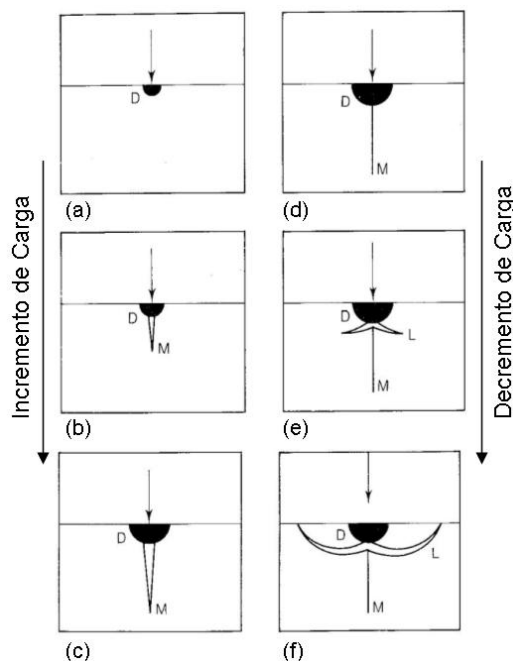 Incremento de Carga
D
(a)
D
M
(b)
D
M
(c)
D
M
(d)
D
L
M
(e)
D
L
M
(f)
Decremento de Carga